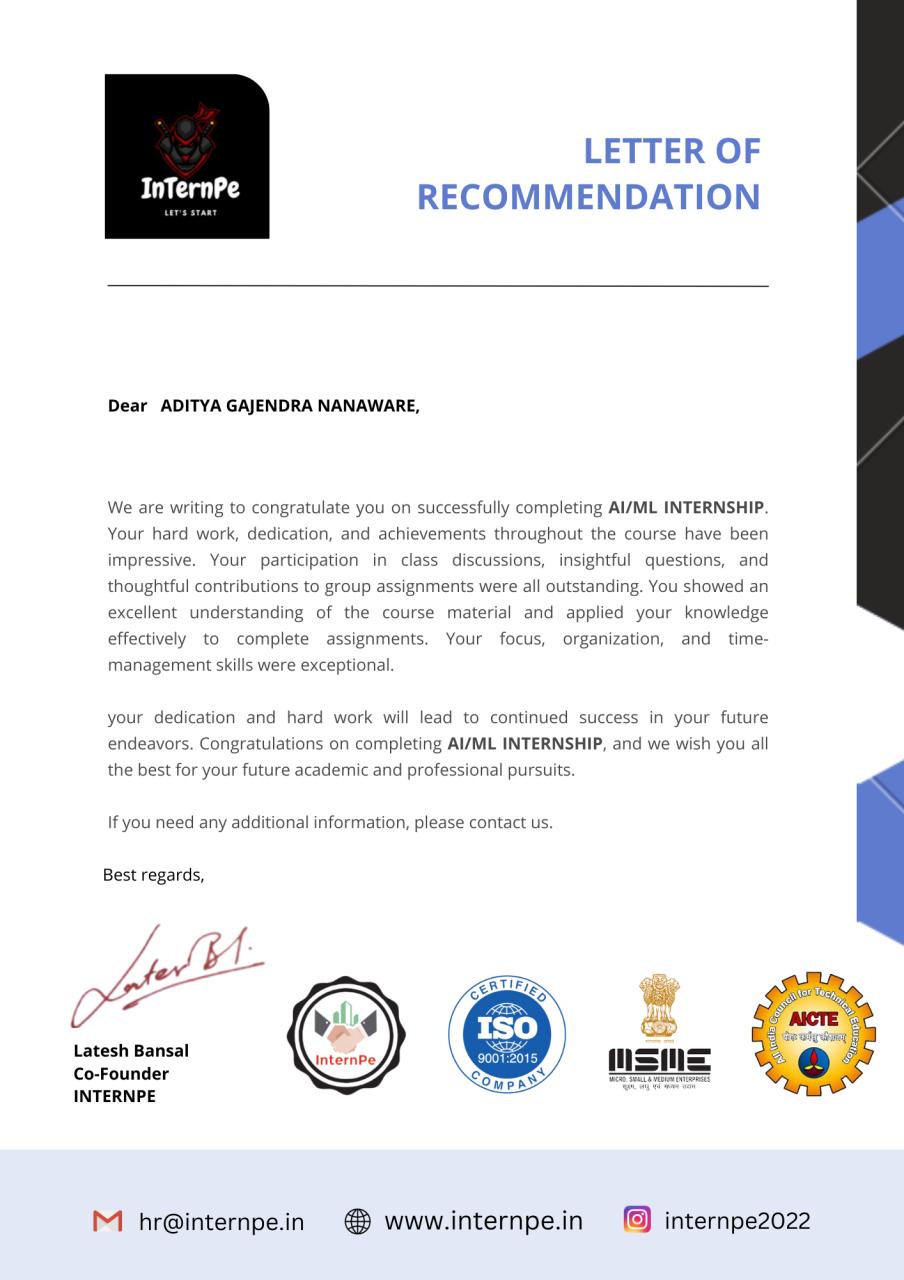 InTernPe
LET'S START
LETTER OF
RECOMMENDATION
Dear ADITYA GAJENDRA NANAWARE,
We are writing to congratulate you on successfully completing AI/ML INTERNSHIP.
Your hard work, dedication, and achievements throughout the course have been
impressive. Your participation in class discussions, insightful questions, and
thoughtful contributions to group assignments were all outstanding. You showed an
excellent understanding of the course material and applied your knowledge
effectively to complete assignments. Your focus, organization, and time-
management skills were exceptional.
your dedication and hard work will lead to continued success in your future
endeavors. Congratulations on completing AI/ML INTERNSHIP, and we wish you all
the best for your future academic and professional pursuits.
If you need any additional information, please contact us.
Best regards,
Latesh Bansal
Co-Founder
INTERNPE
InternPe
CERTIFIED
ISO
9001:2015
COMPANY
MSME
MICRO, SMALL & MEDIUM ENTERPRISES
सूक्ष्म, लघु एवं मध्यम उद्यम
All India Council for Technical Education
AICTE
hr@internpe.in
www.internpe.in
internpe2022